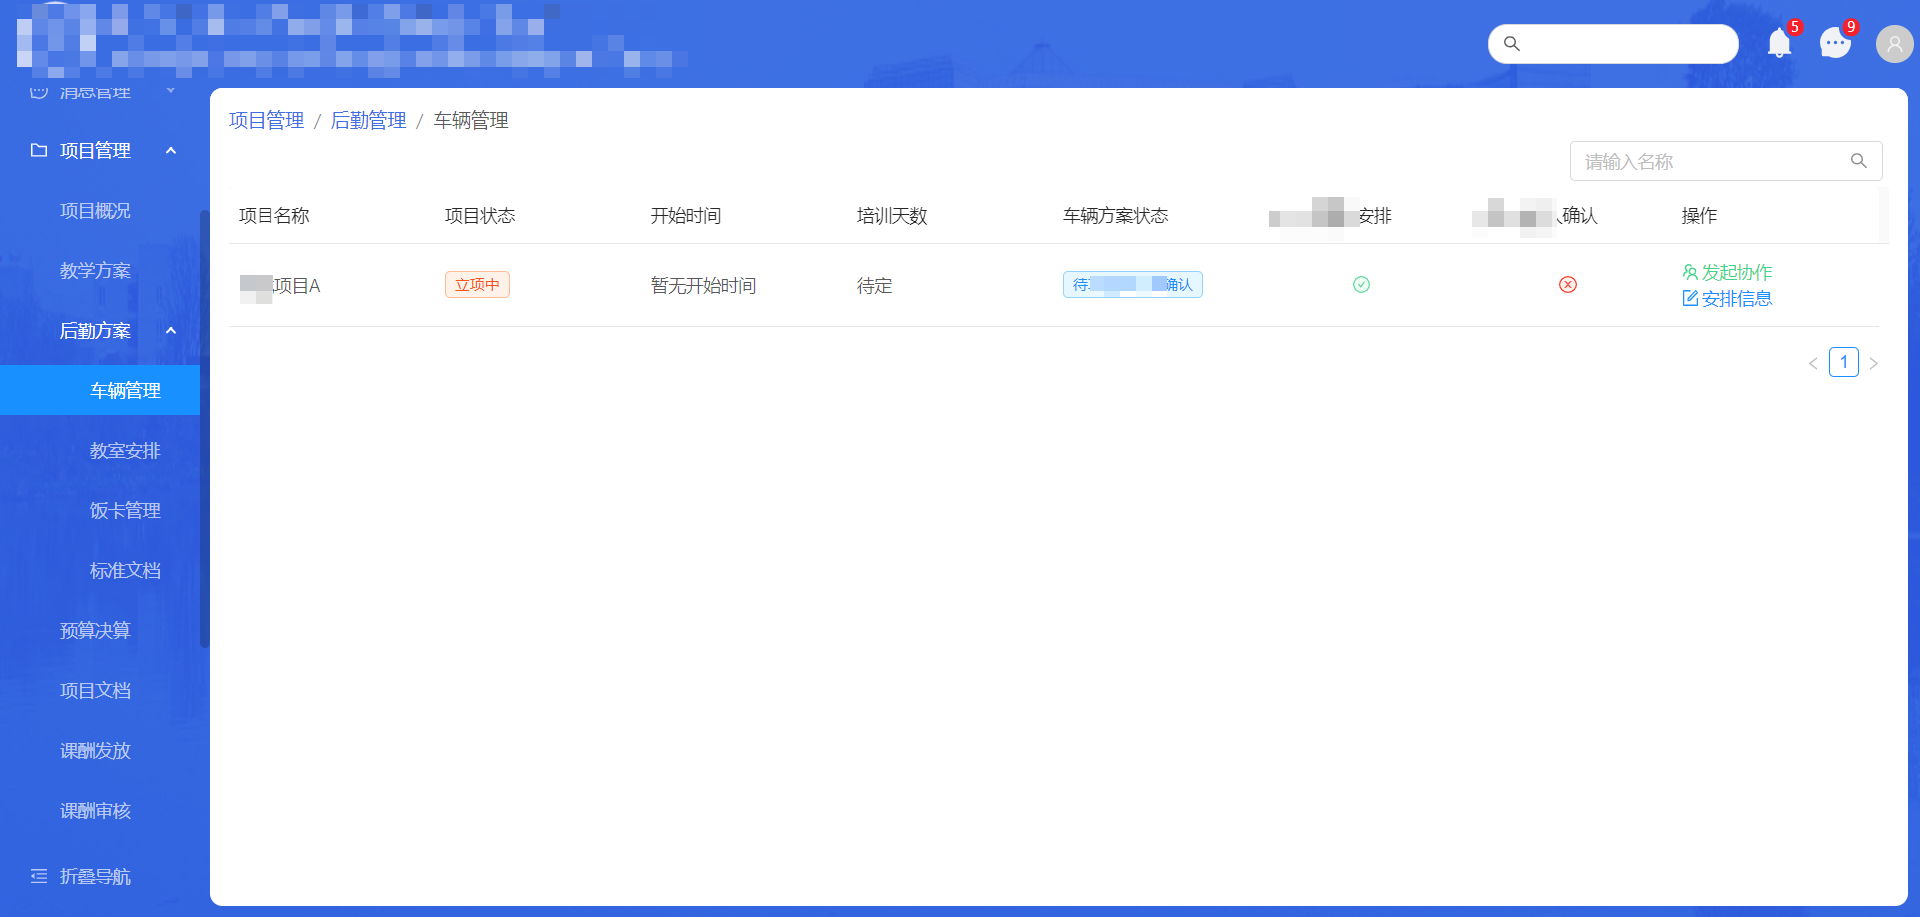 5
9
消息管理
项目管理
项目概况
教学方案
后勤方案
车辆管理
教室安排
饭卡管理
标准文档
预算决算
项目文档
课酬发放
课酬审核
折叠导航
项目管理 / 后勤管理 / 车辆管理
请输入名称
项目名称 项目状态 开始时间 培训天数 车辆方案状态 安排 确认 操作
项目A 立项中 暂无开始时间 待定 待 确认 发起协作
安排信息
< 1 >